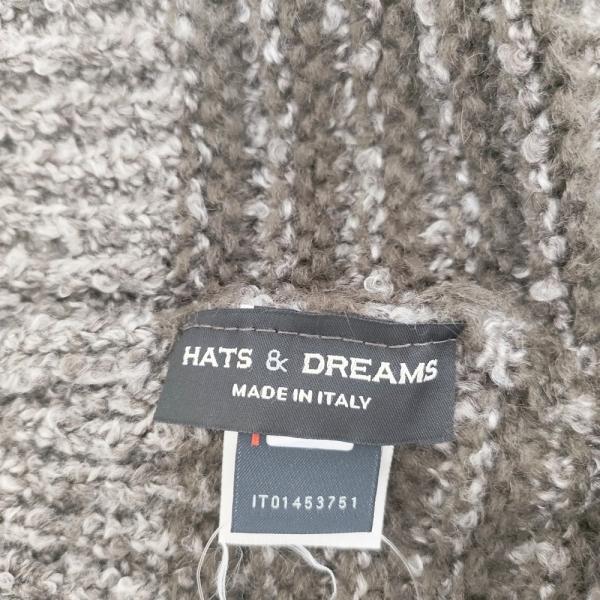 HATS & DREAMS
MADE IN ITALY
IT01453751